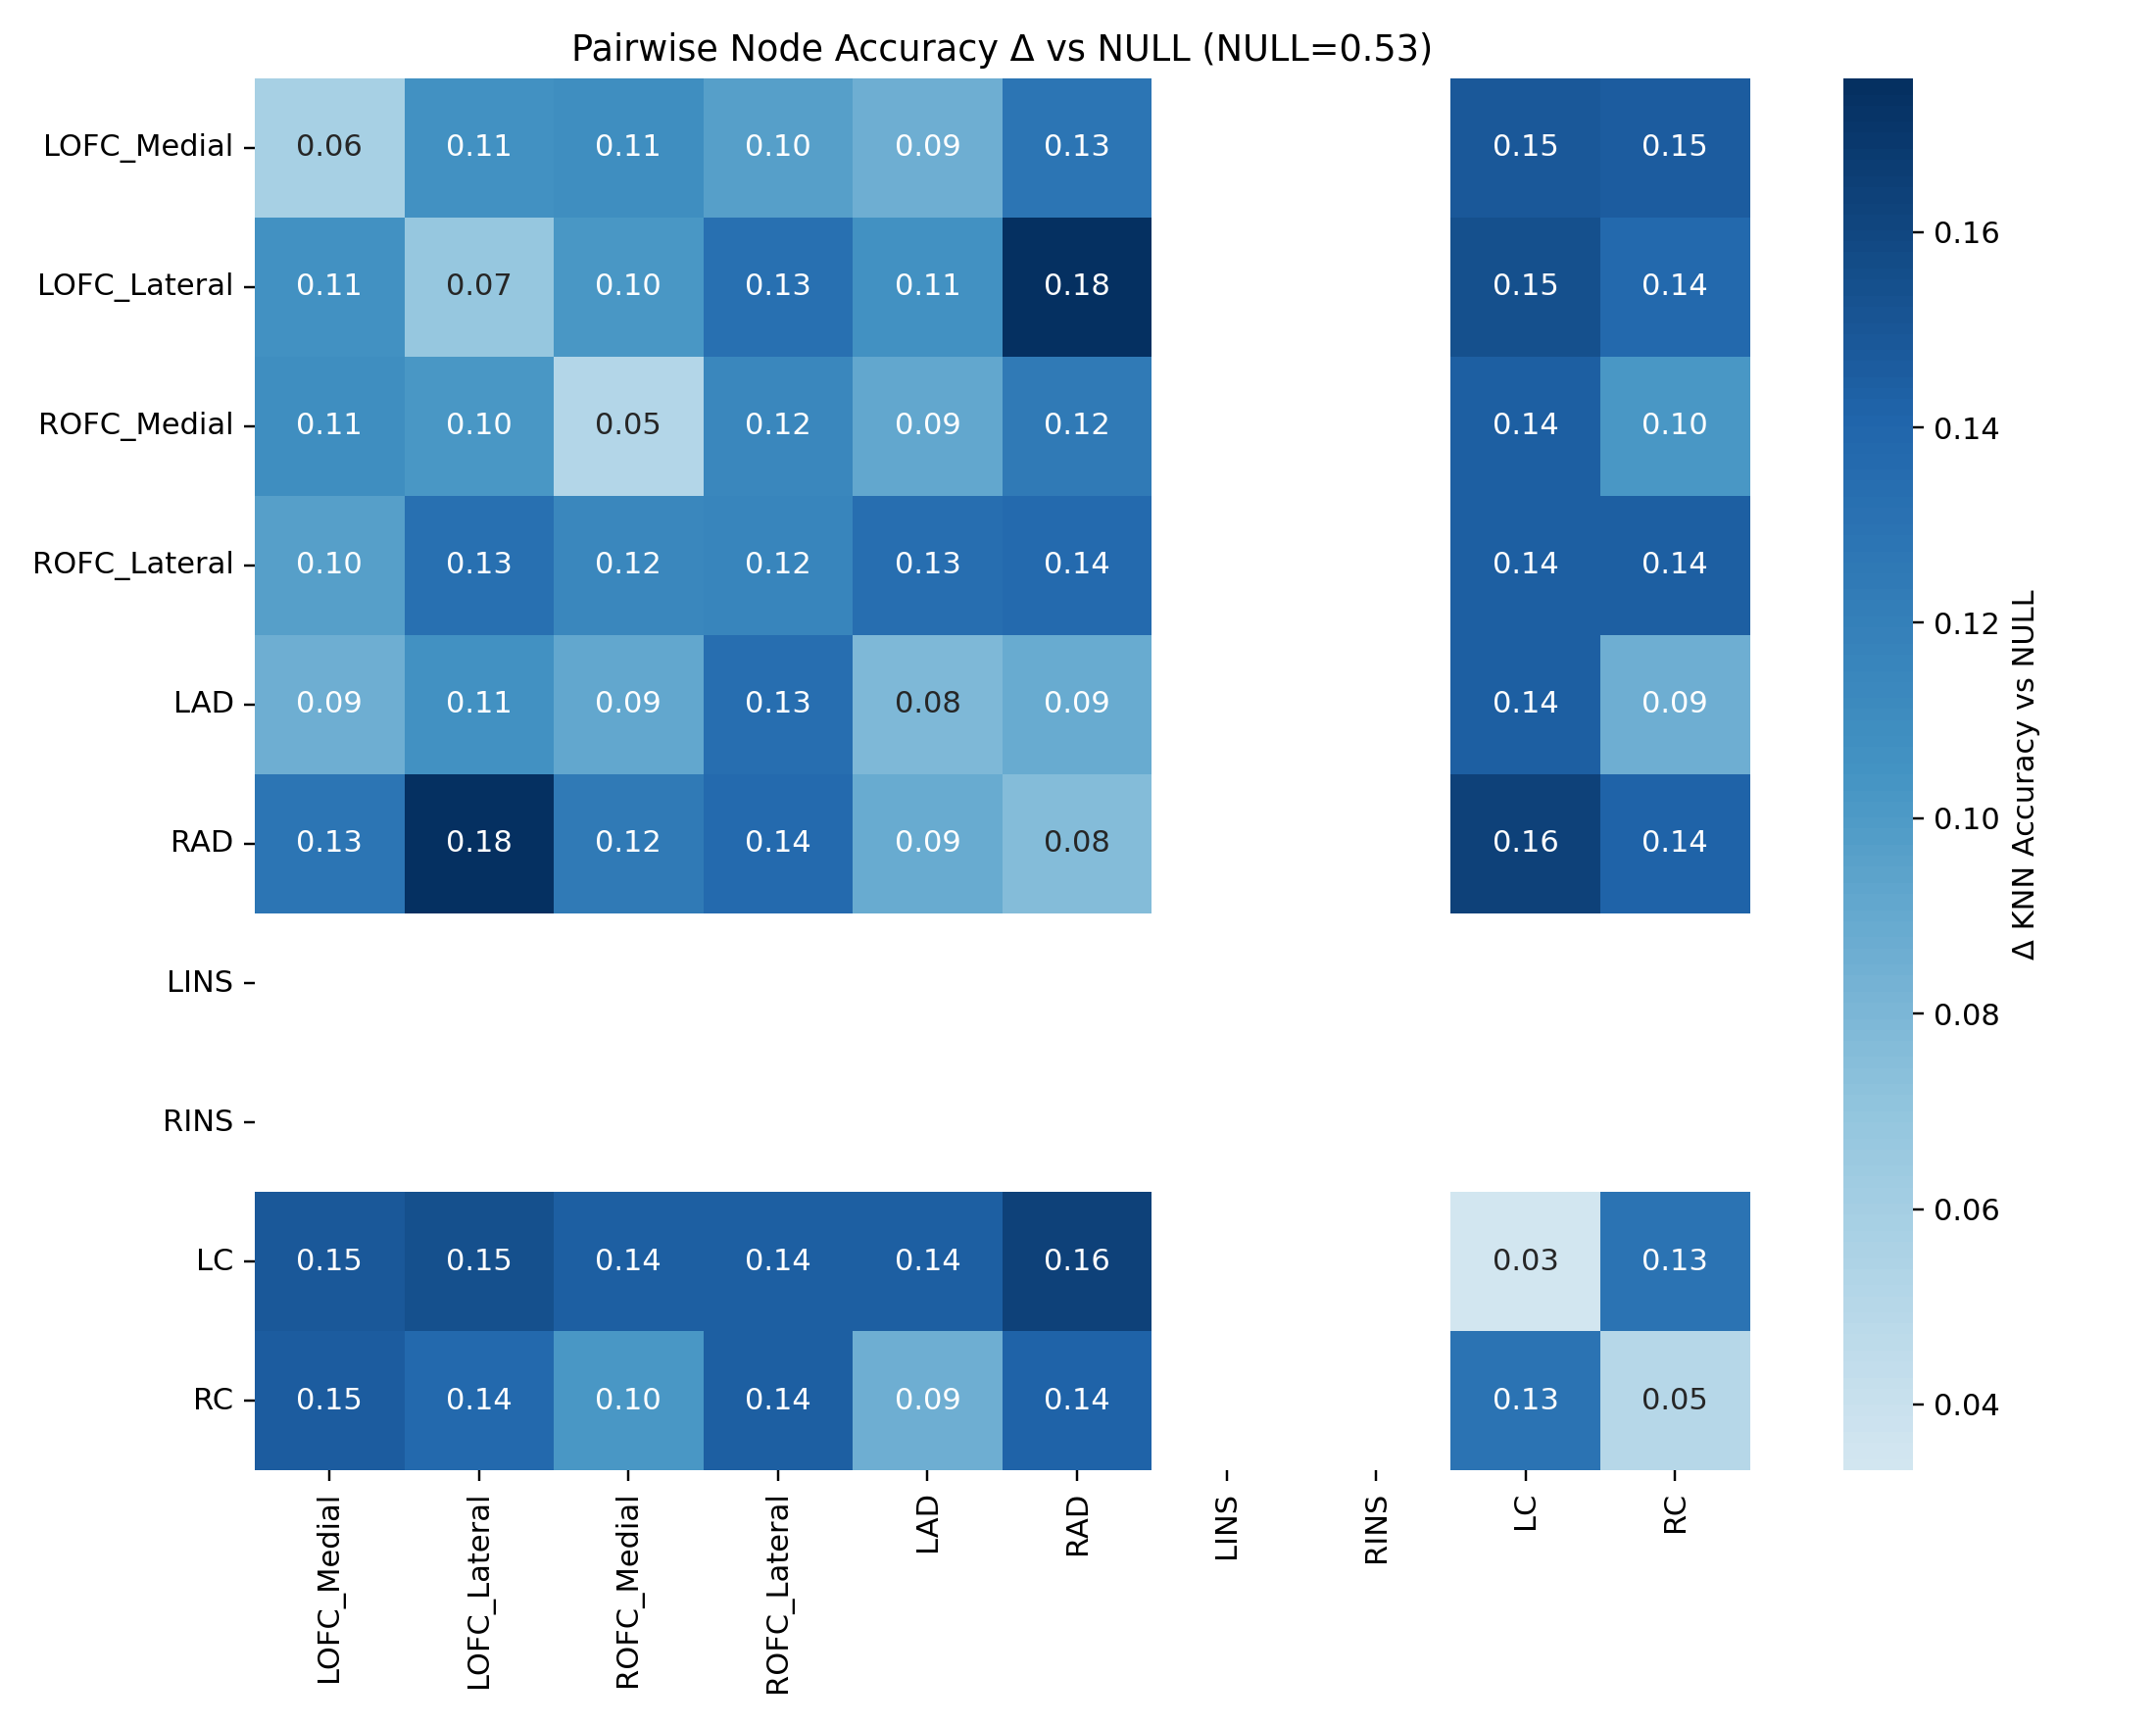 Pairwise Node Accuracy Δ vs NULL (NULL=0.53)
LOFC_Medial 0.06 0.11 0.11 0.10 0.09 0.13 0.15 0.15
LOFC_Lateral 0.11 0.07 0.10 0.13 0.11 0.18 0.15 0.14
ROFC_Medial 0.11 0.10 0.05 0.12 0.09 0.12 0.14 0.10
ROFC_Lateral 0.10 0.13 0.12 0.12 0.13 0.14 0.14 0.14
LAD 0.09 0.11 0.09 0.13 0.08 0.09 0.14 0.09
RAD 0.13 0.18 0.12 0.14 0.09 0.08 0.16 0.14
LINS
RINS
LC 0.15 0.15 0.14 0.14 0.14 0.16 0.03 0.13
RC 0.15 0.14 0.10 0.14 0.09 0.14 0.13 0.05
LOFC_Medial
LOFC_Lateral
ROFC_Medial
ROFC_Lateral
LAD
RAD
LINS
RINS
LC
RC
0.16
0.14
0.12
0.10
0.08
0.06
0.04
Δ KNN Accuracy vs NULL